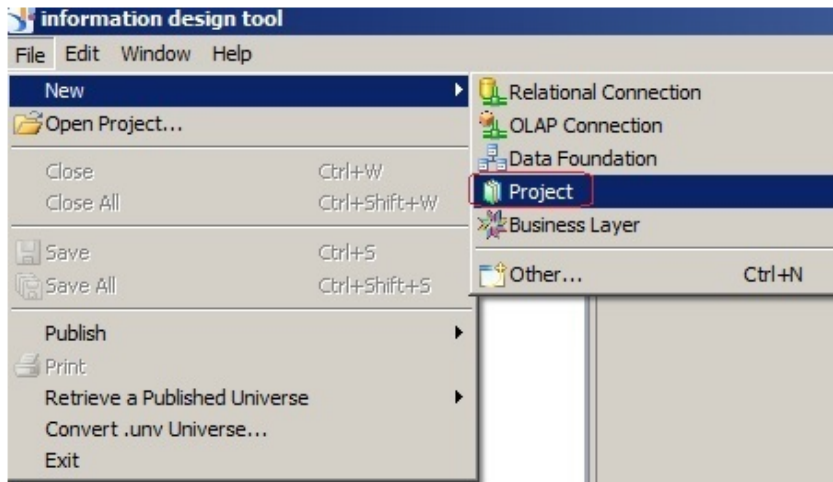 information design tool
File Edit Window Help
New
Open Project...
Close Ctrl+W
Close All Ctrl+Shift+W
Save Ctrl+S
Save All Ctrl+Shift+S
Publish
Print
Retrieve a Published Universe
Convert .unv Universe...
Exit
Relational Connection
OLAP Connection
Data Foundation
Project
Business Layer
Other... Ctrl+N